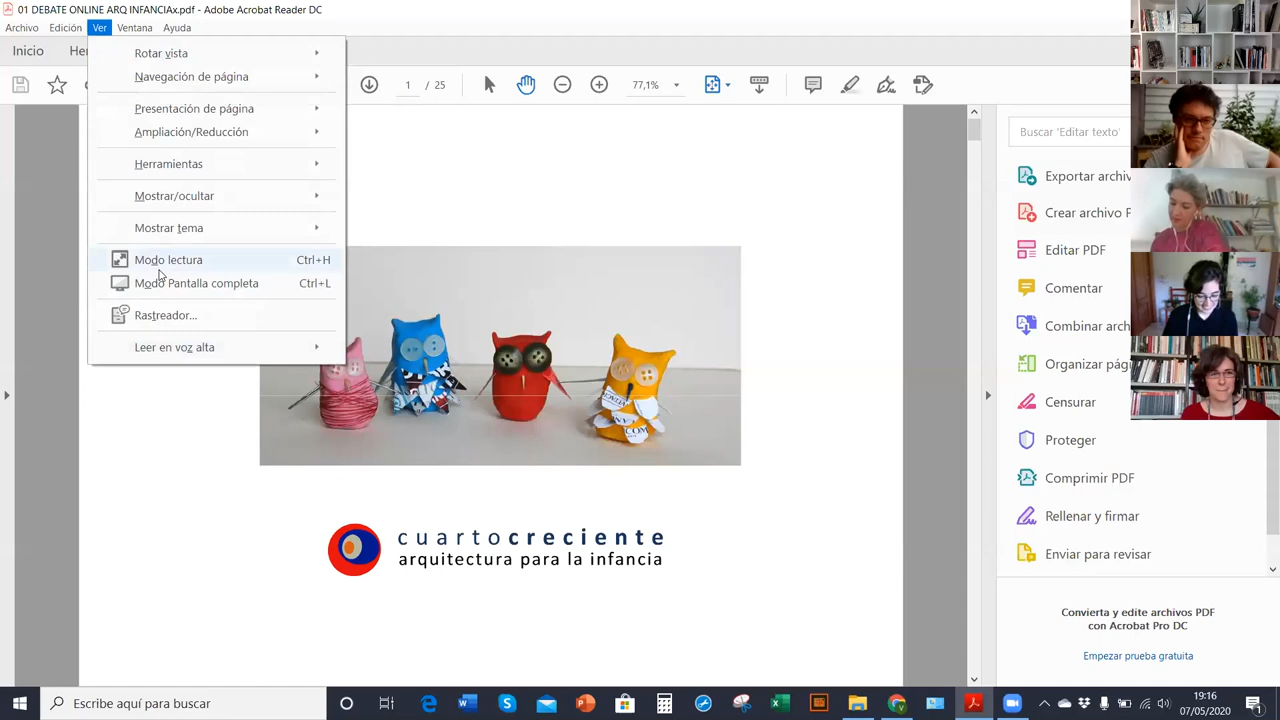 01 DEBATE ONLINE ARQ INFANCIAx.pdf - Adobe Acrobat Reader DC
Archivo Edición Ver Ventana Ayuda
Inicio
1 / 25
77,1%
Rotar vista
Navegación de página
Presentación de página
Ampliación/Reducción
Herramientas
Mostrar/ocultar
Mostrar tema
Modo lectura Ctrl+H
Modo Pantalla completa Ctrl+L
Rastreador...
Leer en voz alta
cuartocreciente
arquitectura para la infancia
Buscar 'Editar texto'
Exportar
Crear archivo
Editar PDF
Comentar
Combinar
Organizar
Censurar
Proteger
Comprimir PDF
Rellenar y firmar
Enviar para revisar
Convierta y edite archivos PDF
con Acrobat Pro DC
Empezar prueba gratuita
Escribe aquí para buscar
19:16
07/05/2020